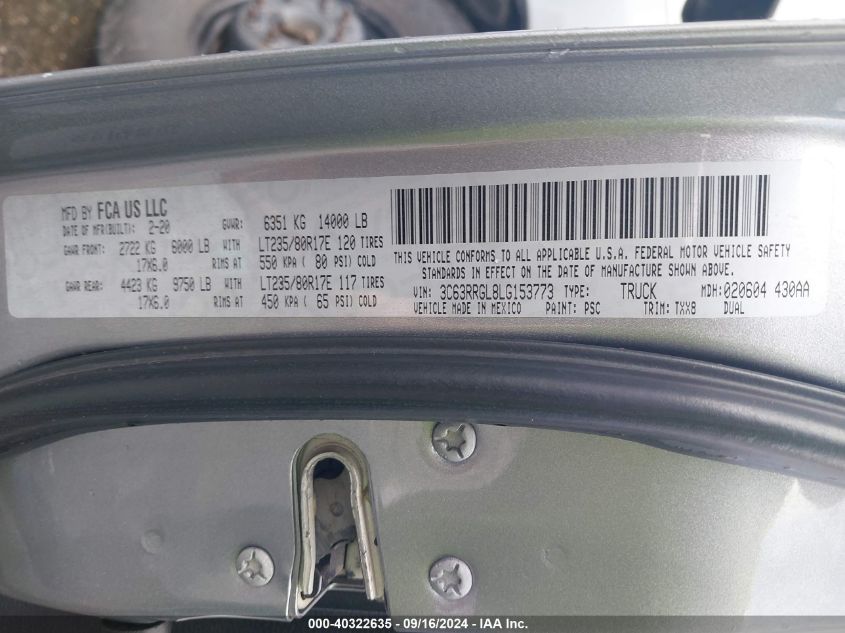 MFD BY FCA US LLC
DATE OF MFR(BUILT): 2-20 GVWR: 6351 KG 14000 LB
GAWR FRONT: 2722 KG 6000 LB WITH LT235/80R17E 120 TIRES
17X6.0 RIMS AT 550 KPA ( 80 PSI) COLD
GAWR REAR: 4423 KG 9750 LB WITH LT235/80R17E 117 TIRES
17X6.0 RIMS AT 450 KPA ( 65 PSI) COLD
THIS VEHICLE CONFORMS TO ALL APPLICABLE U.S.A. FEDERAL MOTOR VEHICLE SAFETY
STANDARDS IN EFFECT ON THE DATE OF MANUFACTURE SHOWN ABOVE.
VIN: 3C63RRGL8LG153773 TYPE: TRUCK MDH:020604 430AA
VEHICLE MADE IN MEXICO PAINT: PSC TRIM: TXX8 DUAL
000-40322635 - 09/16/2024 - IAA Inc.